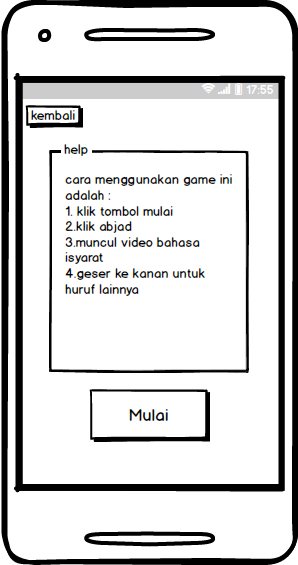 17:55
kembali
help
cara menggunakan game ini
adalah :
1. klik tombol mulai
2.klik abjad
3.muncul video bahasa
isyarat
4.geser ke kanan untuk
huruf lainnya
Mulai